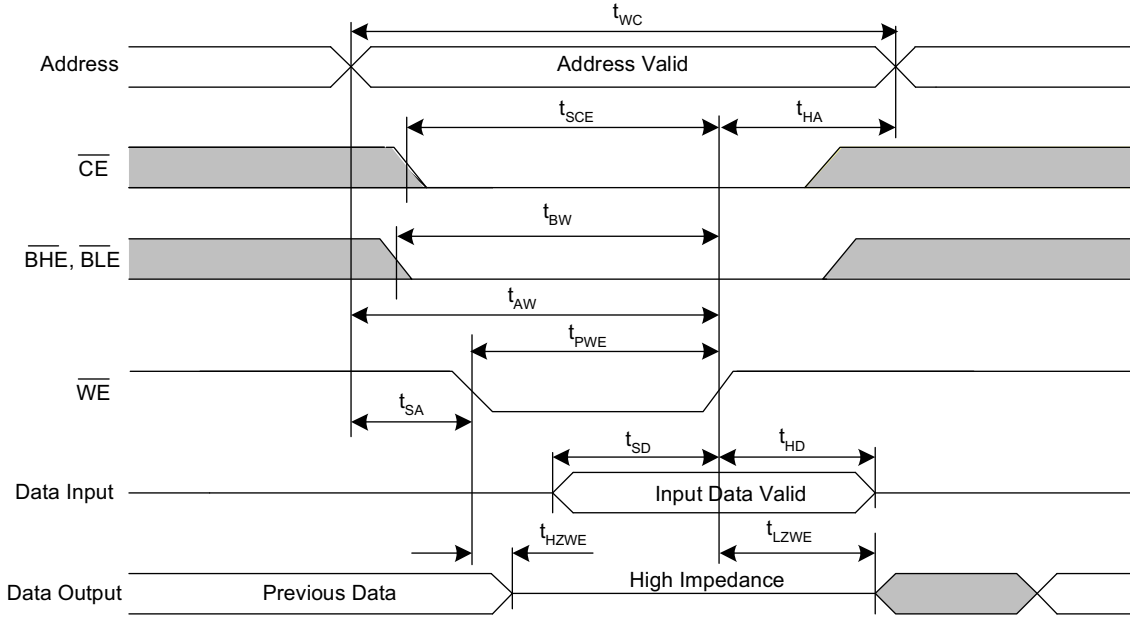 tWC
Address
Address Valid
tSCE
tHA
CE
tBW
BHE, BLE
tAW
tPWE
WE
tSA
tSD
tHD
Data Input
Input Data Valid
tHZWE
tLZWE
Data Output
Previous Data
High Impedance